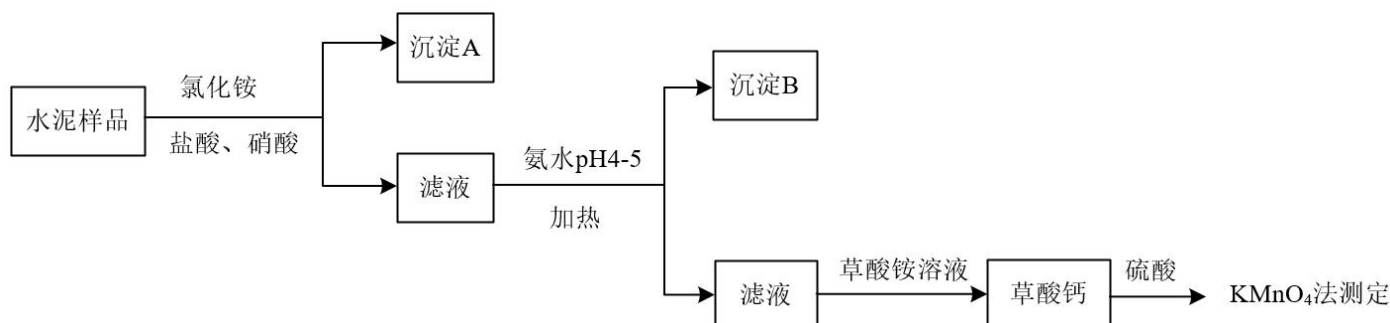 水泥样品
氯化铵
盐酸、硝酸
沉淀A
滤液
氨水pH4-5
加热
沉淀B
滤液
草酸铵溶液
草酸钙
硫酸
KMnO₄法测定